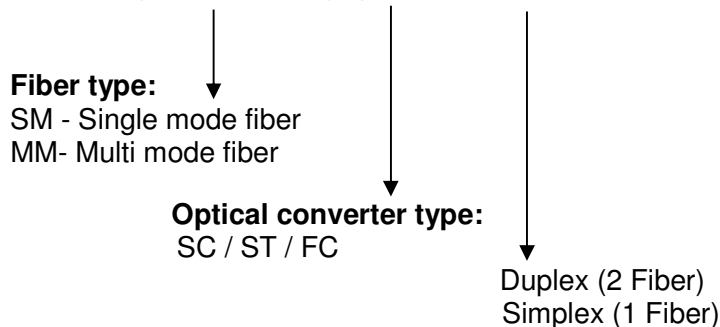 Fiber type:
SM - Single mode fiber
MM- Multi mode fiber
Optical converter type:
SC / ST / FC
Duplex (2 Fiber)
Simplex (1 Fiber)